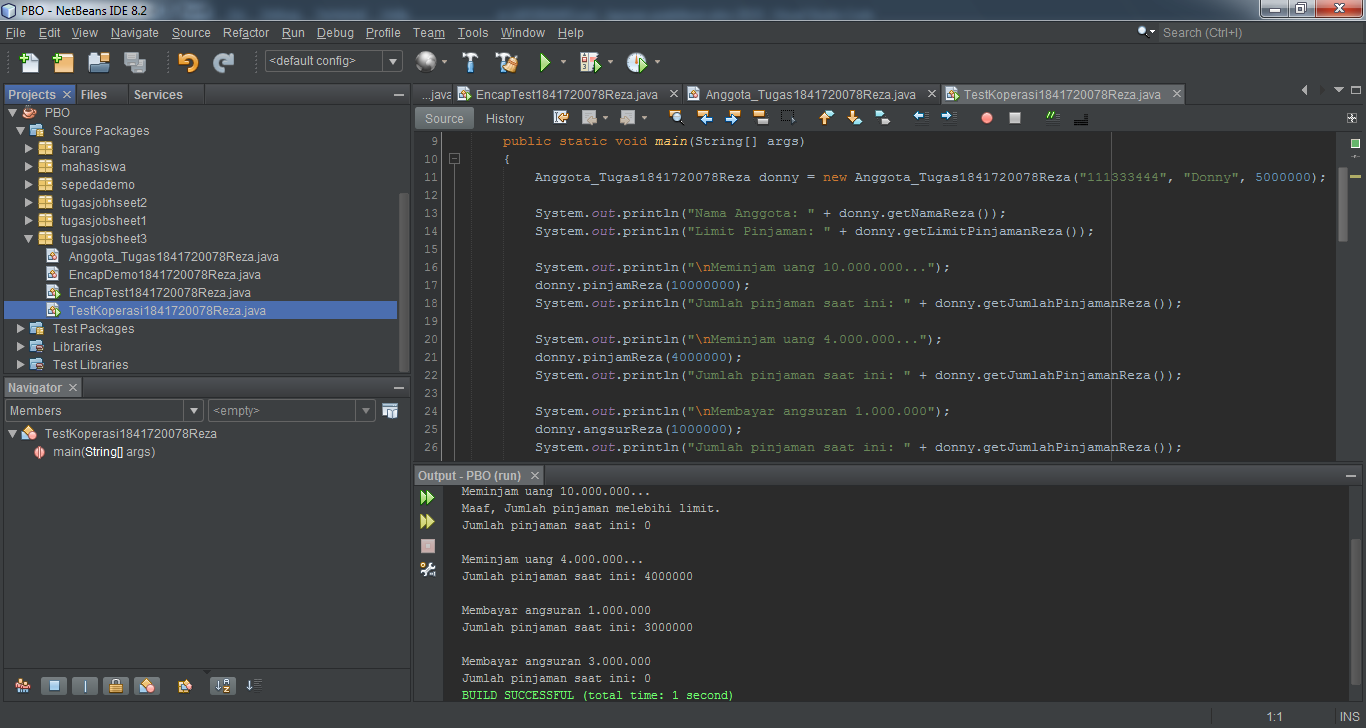 PBO - NetBeans IDE 8.2
File Edit View Navigate Source Refactor Run Debug Profile Team Tools Window Help
Search (Ctrl+I)
<default config>
Projects Files Services
PBO
Source Packages
barang
mahasiswa
sepedademo
tugasjobhseet2
tugasjobsheet1
tugasjobsheet3
Anggota_Tugas1841720078Reza.java
EncapDemo1841720078Reza.java
EncapTest1841720078Reza.java
TestKoperasi1841720078Reza.java
Test Packages
Libraries
Test Libraries
Navigator
Members
<empty>
TestKoperasi1841720078Reza
main(String[] args)
...java EncapTest1841720078Reza.java Anggota_Tugas1841720078Reza.java TestKoperasi1841720078Reza.java
Source History
9 public static void main(String[] args)
10 {
11 Anggota_Tugas1841720078Reza donny = new Anggota_Tugas1841720078Reza("111333444", "Donny", 5000000);
12
13 System.out.println("Nama Anggota: " + donny.getNamaReza());
14 System.out.println("Limit Pinjaman: " + donny.getLimitPinjamanReza());
15
16 System.out.println("\nMeminjam uang 10.000.000...");
17 donny.pinjamReza(10000000);
18 System.out.println("Jumlah pinjaman saat ini: " + donny.getJumlahPinjamanReza());
19
20 System.out.println("\nMeminjam uang 4.000.000...");
21 donny.pinjamReza(4000000);
22 System.out.println("Jumlah pinjaman saat ini: " + donny.getJumlahPinjamanReza());
23
24 System.out.println("\nMembayar angsuran 1.000.000");
25 donny.angsurReza(1000000);
26 System.out.println("Jumlah pinjaman saat ini: " + donny.getJumlahPinjamanReza());
Output - PBO (run)
Meminjam uang 10.000.000...
Maaf, Jumlah pinjaman melebihi limit.
Jumlah pinjaman saat ini: 0
Meminjam uang 4.000.000...
Jumlah pinjaman saat ini: 4000000
Membayar angsuran 1.000.000
Jumlah pinjaman saat ini: 3000000
Membayar angsuran 3.000.000
Jumlah pinjaman saat ini: 0
BUILD SUCCESSFUL (total time: 1 second)
1:1 INS